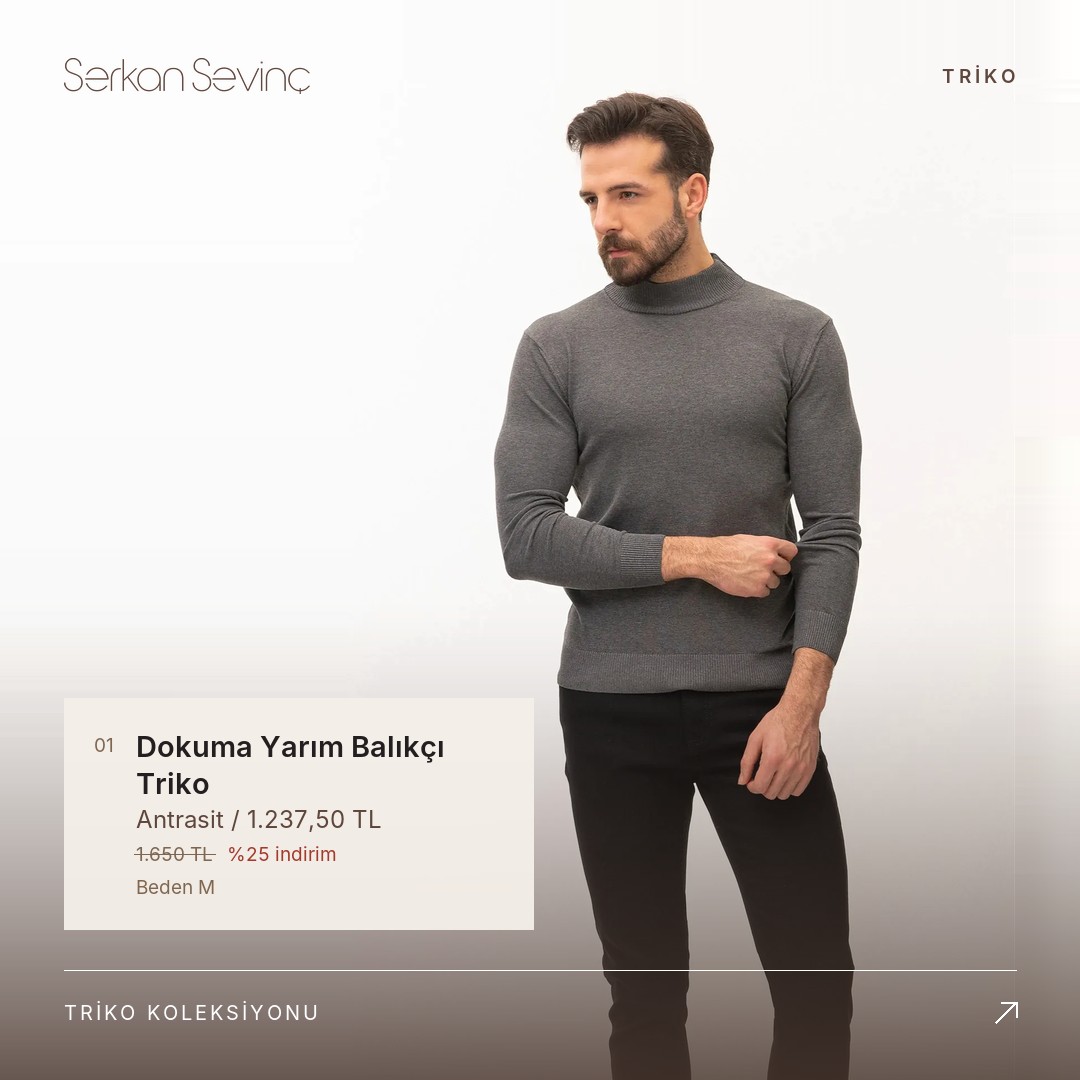 Serkan Sevinç
TRİKO
01
Dokuma Yarım Balıkçı
Triko
Antrasit / 1.237,50 TL
1.650 TL %25 indirim
Beden M
TRİKO KOLEKSİYONU